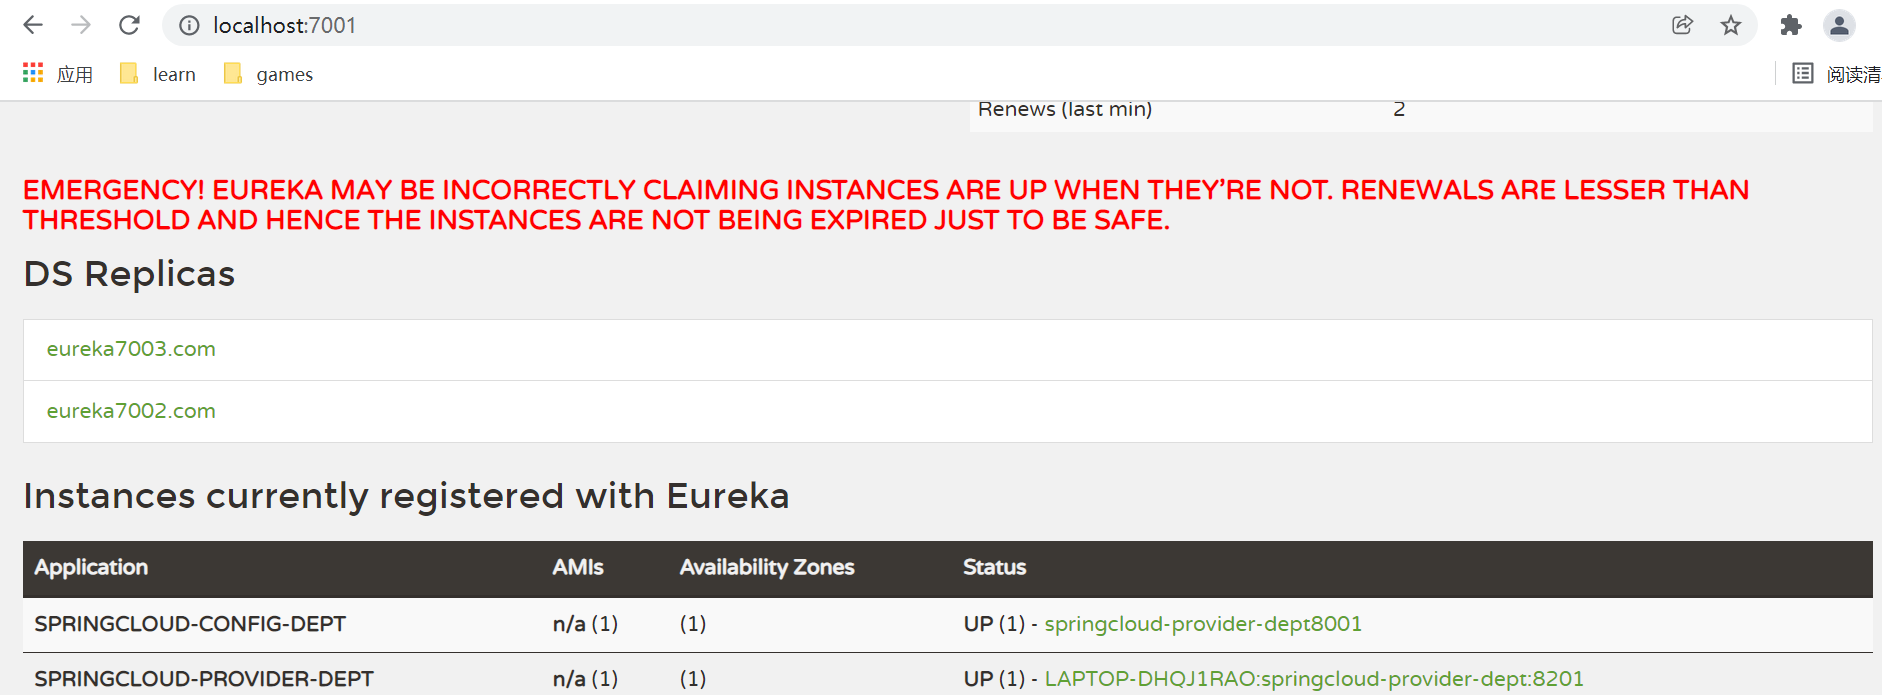 localhost:7001
应用 learn games 阅读清
Renews (last min) 2
EMERGENCY! EUREKA MAY BE INCORRECTLY CLAIMING INSTANCES ARE UP WHEN THEY'RE NOT. RENEWALS ARE LESSER THAN
THRESHOLD AND HENCE THE INSTANCES ARE NOT BEING EXPIRED JUST TO BE SAFE.
DS Replicas
eureka7003.com
eureka7002.com
Instances currently registered with Eureka
Application AMIs Availability Zones Status
SPRINGCLOUD-CONFIG-DEPT n/a (1) (1) UP (1) - springcloud-provider-dept8001
SPRINGCLOUD-PROVIDER-DEPT n/a (1) (1) UP (1) - LAPTOP-DHQJ1RAO:springcloud-provider-dept:8201